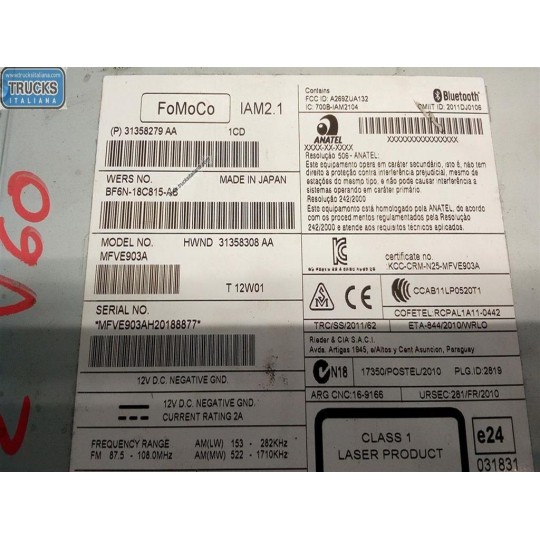 www.trucksitaliana.com
TRUCKS
ITALIANA
V60
FoMoCo IAM2.1
(P) 31358279 AA 1CD
WERS NO. MADE IN JAPAN
BF6N-18C815-AB
MODEL NO. HWND 31358308 AA
MFVE903A
T 12W01
SERIAL NO.
*MFVE903AH20188877*
12V D.C. NEGATIVE GND.
12V D.C. NEGATIVE GND.
CURRENT RATING 2A
FREQUENCY RANGE AM(LW) 153 - 282KHz
FM 87.5 - 108.0MHz AM(MW) 522 - 1710KHz
Contains
FCC ID: A269ZUA132
IC: 700B-IAM2104
Bluetooth
CMIIT ID: 2011DJ0106
ANATEL
XXXX-XX-XXXX
XXXXXXXXXXXXXXXXX
Resolução 506 - ANATEL:
Este equipamento opera em caráter secundário, isto é, não tem
direito a proteção contra interferência prejudicial, mesmo de
estações do mesmo tipo, e não pode causar interferência a
sistemas operando em caráter primário
Resolução 242/2000
Este equipamento está homologado pela ANATEL, de acordo
com os procedimentos regulamentados pela Resolução
242/2000 e atende aos requisitos técnicos aplicados.
certificate no.
KCC-CRM-N25-MFVE903A
CCAB11LP0520T1
COFETEL:RCPAL1A11-0442
TRC/SS/2011/62 ETA-844/2010/WRLO
Rieder & CIA S.A.C.I.
Avds. Artigas 1945, e/Altos y Cent Asuncion, Paraguay
N18 17350/POSTEL/2010 PLG.ID:2819
ARG CNC:16-9166 URSEC:281/FR/2010
CLASS 1
LASER PRODUCT
e24
031831